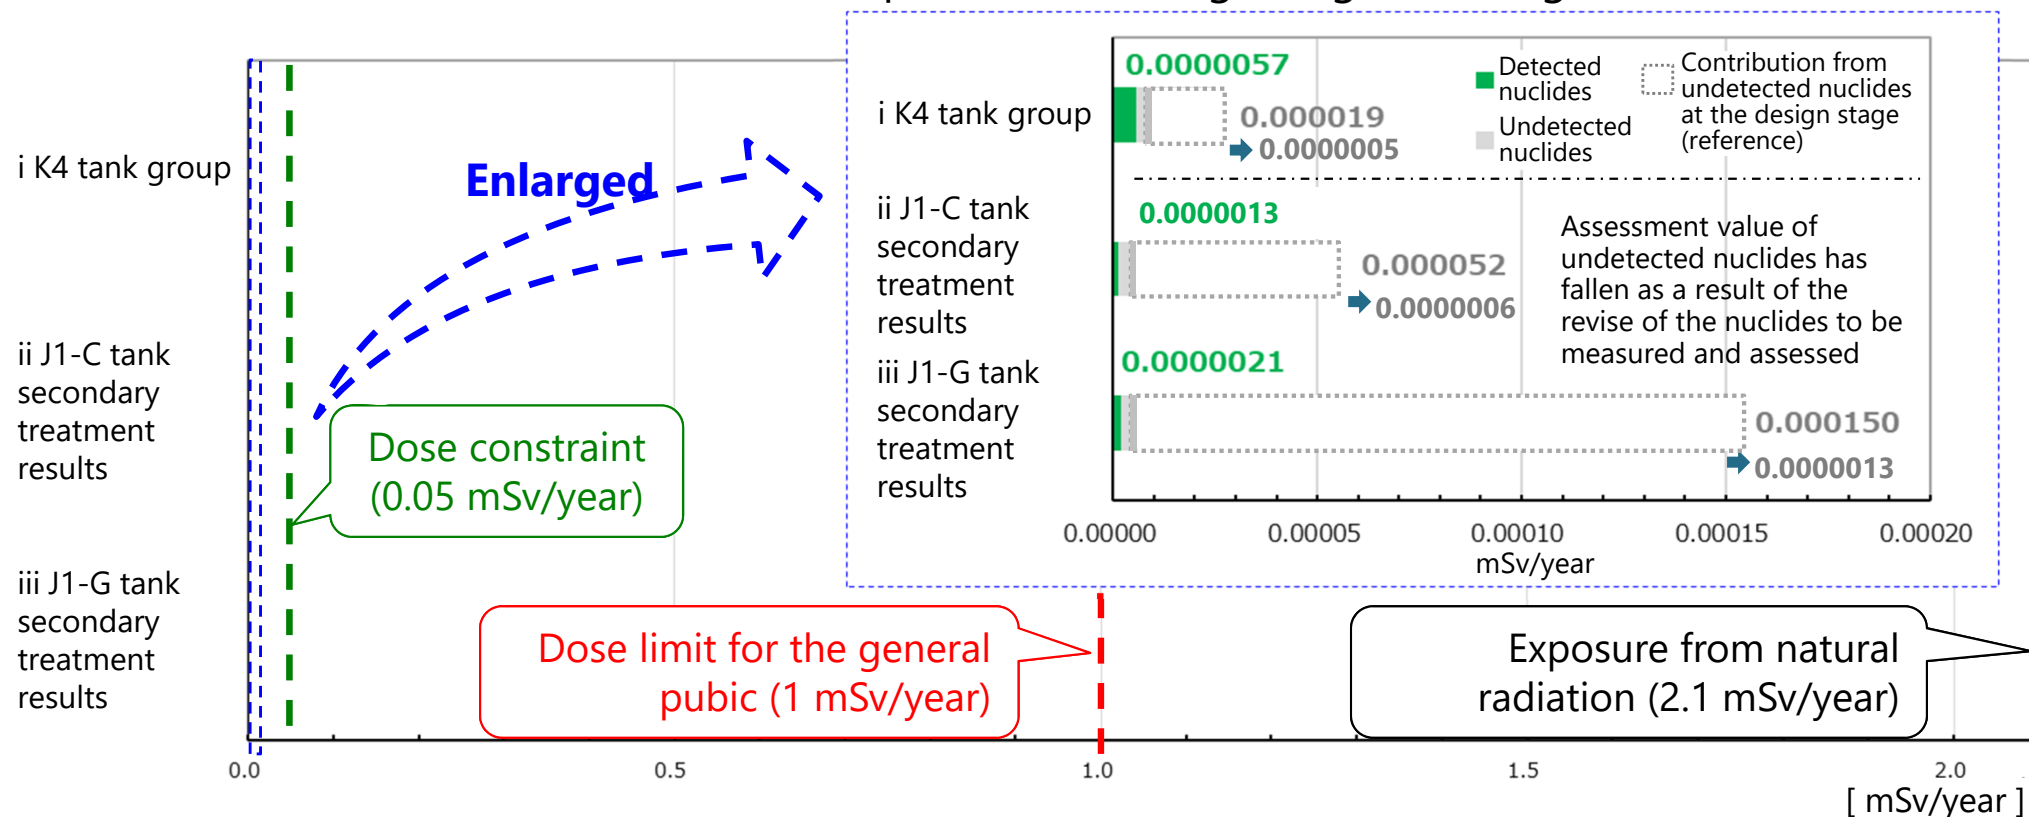 i K4 tank group
ii J1-C tank
secondary
treatment
results
iii J1-G tank
secondary
treatment
results
Enlarged
Dose constraint
(0.05 mSv/year)
Dose limit for the general
pubic (1 mSv/year)
Exposure from natural
radiation (2.1 mSv/year)
0.0
0.5
1.0
1.5
2.0
[ mSv/year ]
i K4 tank group
ii J1-C tank
secondary
treatment
results
iii J1-G tank
secondary
treatment
results
0.0000057
0.000019
0.0000005
0.0000013
0.000052
0.0000006
0.0000021
0.000150
0.0000013
Detected
nuclides
Undetected
nuclides
Contribution from
undetected nuclides
at the design stage
(reference)
Assessment value of
undetected nuclides has
fallen as a result of the
revise of the nuclides to be
measured and assessed
0.00000
0.00005
0.00010
0.00015
0.00020
mSv/year